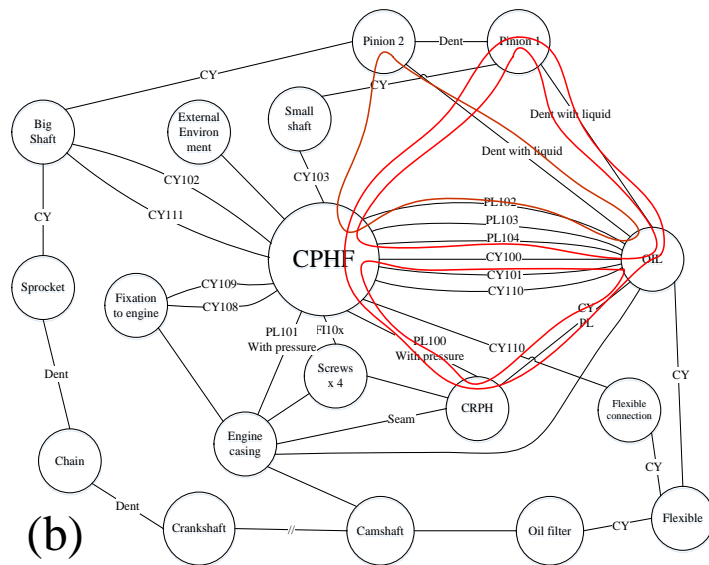 Pinion 2
Dent
Pinion 1
CY
CY
Big
Shaft
External
Environ
ment
Small
shaft
Dent with liquid
Dent with liquid
CY102
CY103
CY111
PL102
PL103
PL104
CY
CPHF
CY100
OIL
CY101
CY110
Sprocket
Fixation
to engine
CY109
CY108
CY
PL
PL101
With pressure
FI10x
PL100
With pressure
CY110
Screws
x 4
CY
Dent
CRPH
Flexible
connection
Seam
Engine
casing
Chain
CY
Dent
Crankshaft
//
Camshaft
Oil filter
CY
Flexible
(b)